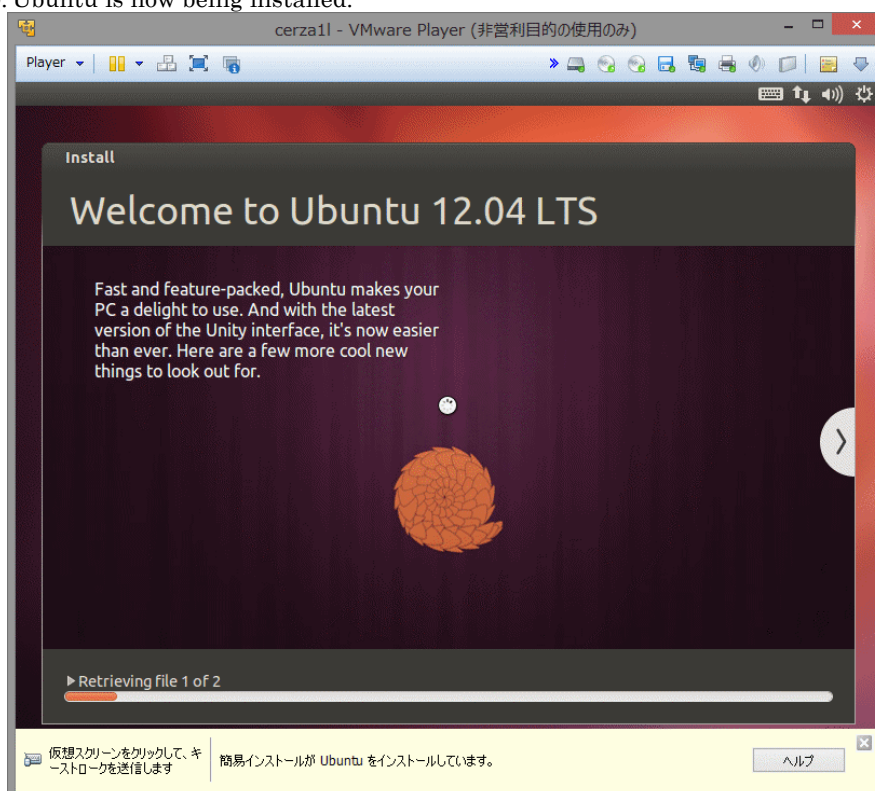 . Ubuntu is now being installed.
cerza1l - VMware Player (非営利目的の使用のみ)
Player
Install
Welcome to Ubuntu 12.04 LTS
Fast and feature-packed, Ubuntu makes your
PC a delight to use. And with the latest
version of the Unity interface, it's now easier
than ever. Here are a few more cool new
things to look out for.
Retrieving file 1 of 2
仮想スクリーンをクリックして、キ
ーストロークを送信します
簡易インストールが Ubuntu をインストールしています。
ヘルプ